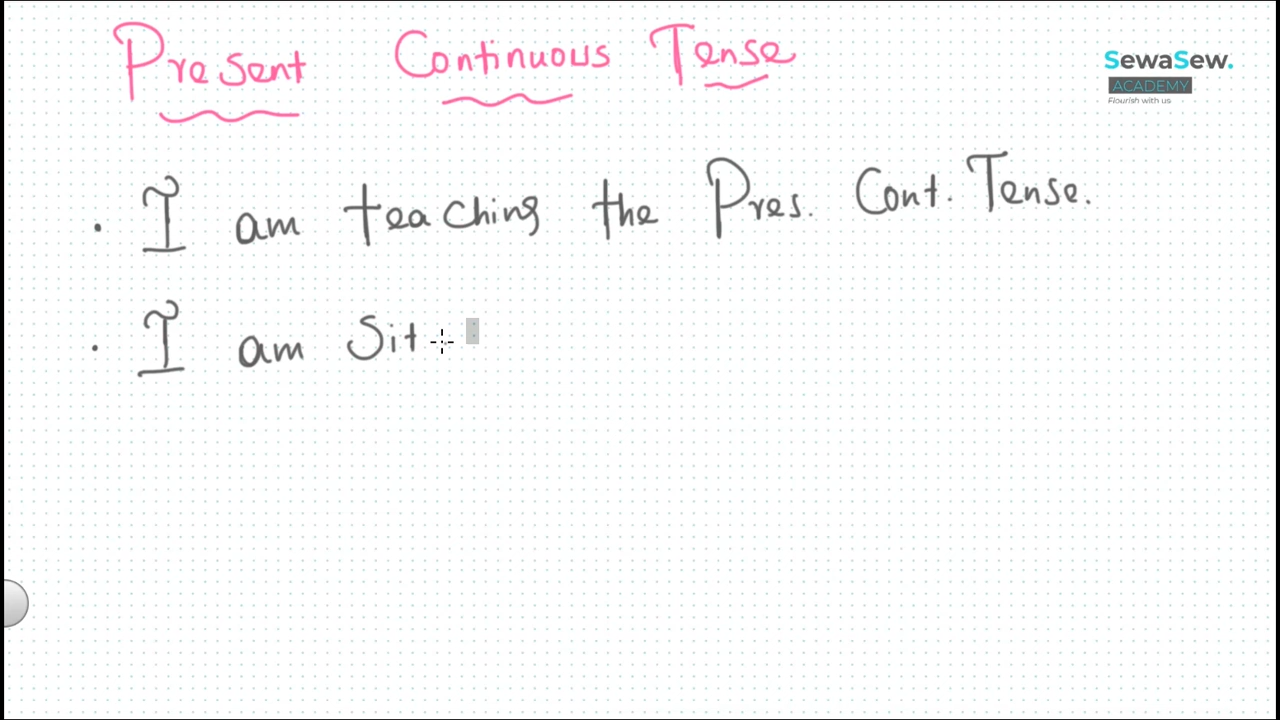 Present Continuous Tense
SewaSew.
ACADEMY
Flourish with us
. I am teaching the Pres. Cont. Tense.
. I am Sit